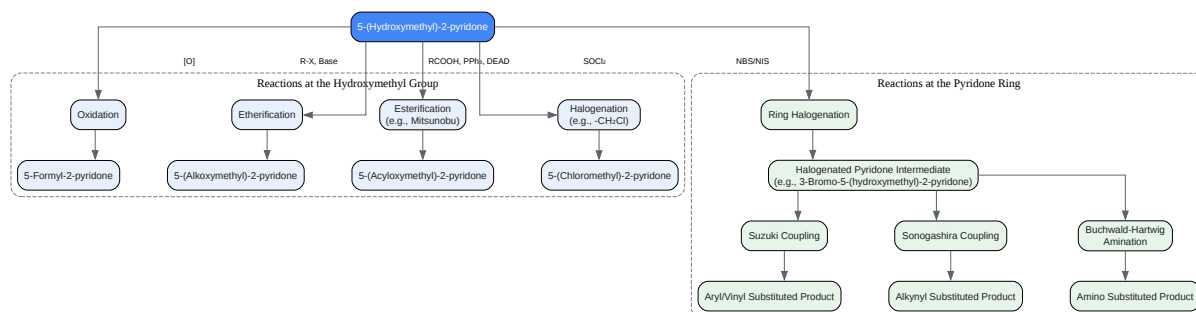 5-(Hydroxymethyl)-2-pyridone
[O]
R-X, Base
RCOOH, PPh₃, DEAD
SOCl₂
NBS/NIS
Reactions at the Hydroxymethyl Group
Reactions at the Pyridone Ring
Oxidation
Etherification
Esterification
(e.g., Mitsunobu)
Halogenation
(e.g., -CH₂Cl)
Ring Halogenation
5-Formyl-2-pyridone
5-(Alkoxymethyl)-2-pyridone
5-(Acyloxymethyl)-2-pyridone
5-(Chloromethyl)-2-pyridone
Halogenated Pyridone Intermediate
(e.g., 3-Bromo-5-(hydroxymethyl)-2-pyridone)
Suzuki Coupling
Sonogashira Coupling
Buchwald-Hartwig
Amination
Aryl/Vinyl Substituted Product
Alkynyl Substituted Product
Amino Substituted Product